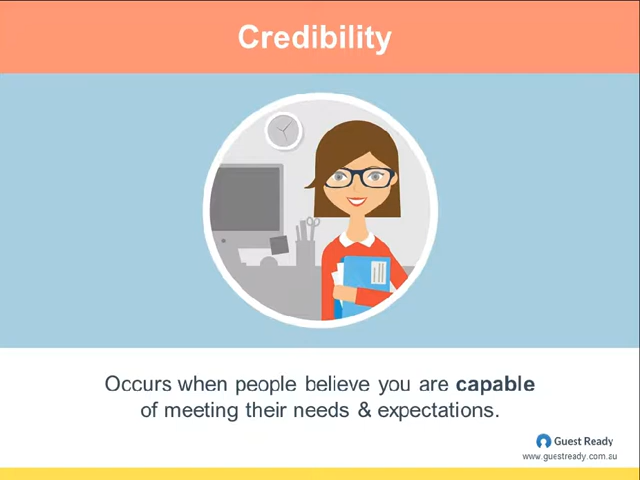 Credibility
Occurs when people believe you are capable
of meeting their needs & expectations.
Guest Ready
www.guestready.com.au